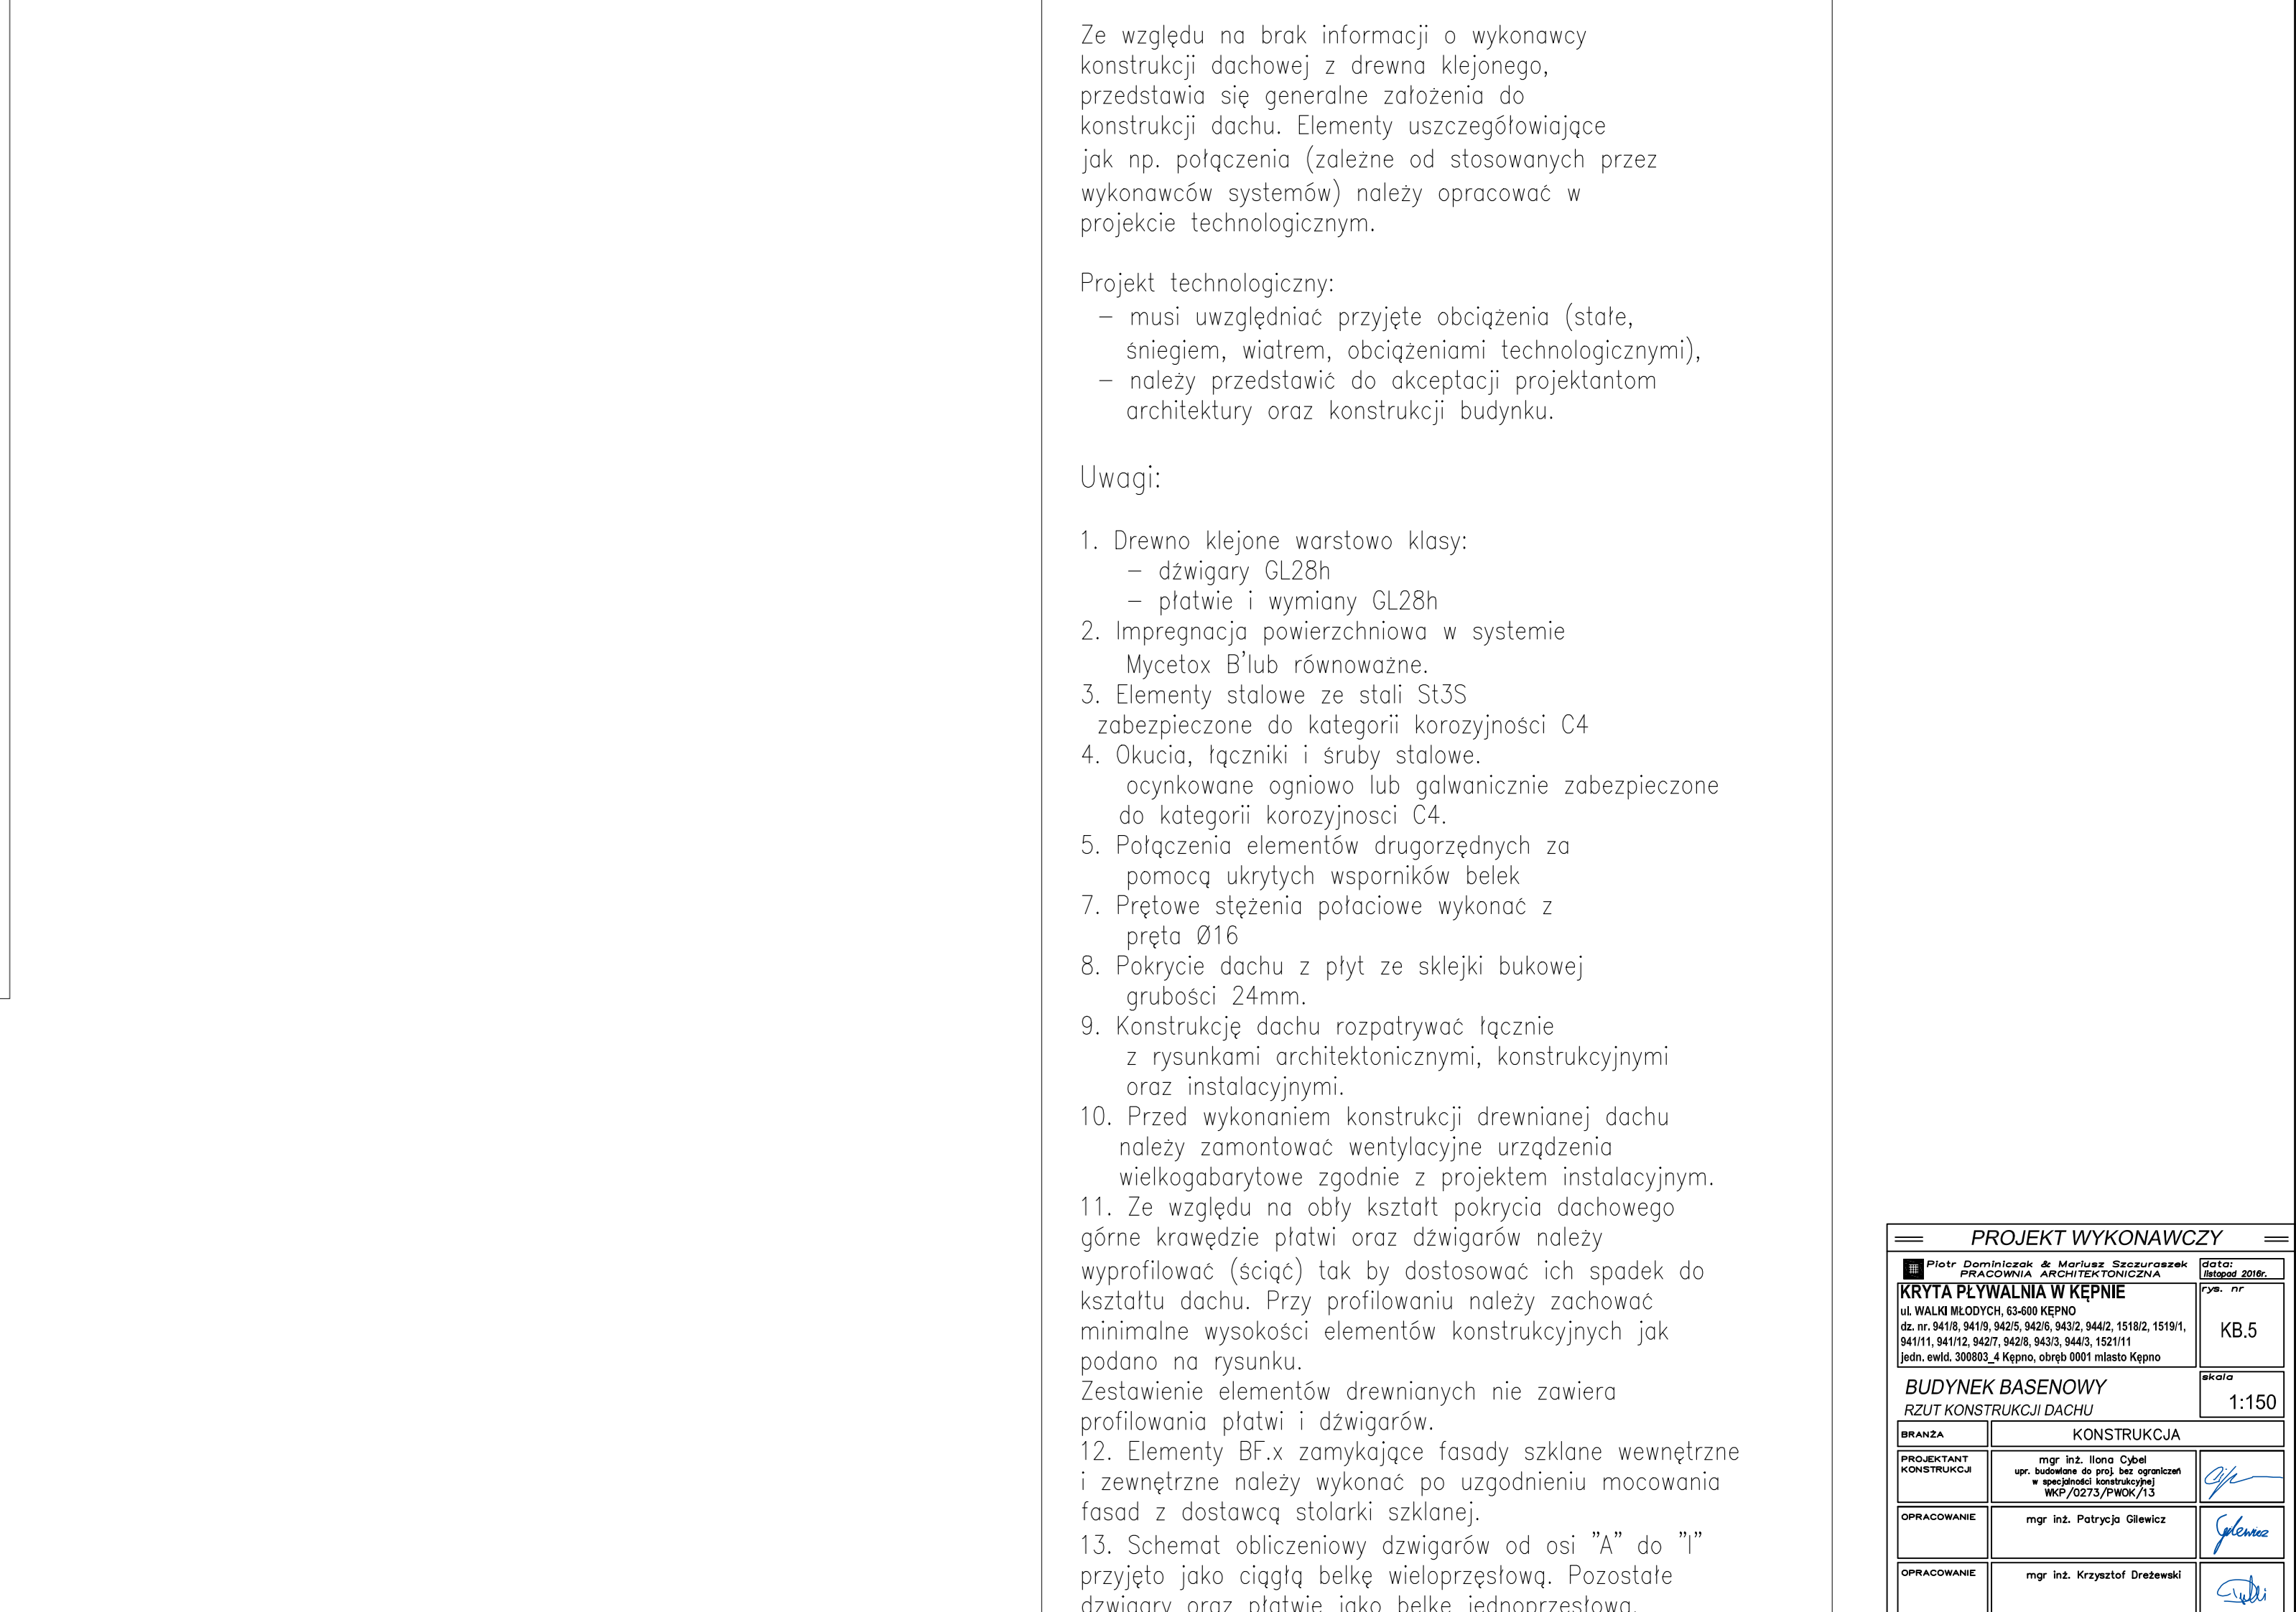 Ze względu na brak informacji o wykonawcy
konstrukcji dachowej z drewna klejonego,
przedstawia się generalne założenia do
konstrukcji dachu. Elementy uszczegółowiające
jak np. połączenia (zależne od stosowanych przez
wykonawców systemów) należy opracować w
projekcie technologicznym.
Projekt technologiczny:
– musi uwzględniać przyjęte obciążenia (stałe,
śniegiem, wiatrem, obciążeniami technologicznymi),
– należy przedstawić do akceptacji projektantom
architektury oraz konstrukcji budynku.
Uwagi:
1. Drewno klejone warstowo klasy:
– dźwigary GL28h
– płatwie i wymiany GL28h
2. Impregnacja powierzchniowa w systemie
Mycetox B'lub równoważne.
3. Elementy stalowe ze stali St3S
zabezpieczone do kategorii korozyjności C4
4. Okucia, łączniki i śruby stalowe.
ocynkowane ogniowo lub galwanicznie zabezpieczone
do kategorii korozyjnosci C4.
5. Połączenia elementów drugorzędnych za
pomocą ukrytych wsporników belek
7. Prętowe stężenia połaciowe wykonać z
pręta Ø16
8. Pokrycie dachu z płyt ze sklejki bukowej
grubości 24mm.
9. Konstrukcję dachu rozpatrywać łącznie
z rysunkami architektonicznymi, konstrukcyjnymi
oraz instalacyjnymi.
10. Przed wykonaniem konstrukcji drewnianej dachu
należy zamontować wentylacyjne urządzenia
wielkogabarytowe zgodnie z projektem instalacyjnym.
11. Ze względu na obły kształt pokrycia dachowego
górne krawędzie płatwi oraz dźwigarów należy
wyprofilować (ściąć) tak by dostosować ich spadek do
kształtu dachu. Przy profilowaniu należy zachować
minimalne wysokości elementów konstrukcyjnych jak
podano na rysunku.
Zestawienie elementów drewnianych nie zawiera
profilowania płatwi i dźwigarów.
12. Elementy BF.x zamykające fasady szklane wewnętrzne
i zewnętrzne należy wykonać po uzgodnieniu mocowania
fasad z dostawcą stolarki szklanej.
13. Schemat obliczeniowy dzwigarów od osi "A" do "I"
przyjęto jako ciągłą belkę wieloprzęsłową. Pozostałe
dzwigary oraz płatwie jako belkę jednoprzęsłową.
PROJEKT WYKONAWCZY
Piotr Dominiczak & Mariusz Szczuraszek
PRACOWNIA ARCHITEKTONICZNA
data:
listopad 2016r.
KRYTA PŁYWALNIA W KĘPNIE
ul. WALKI MŁODYCH, 63-600 KĘPNO
dz. nr. 941/8, 941/9, 942/5, 942/6, 943/2, 944/2, 1518/2, 1519/1,
941/11, 941/12, 942/7, 942/8, 943/3, 944/3, 1521/11
jedn. ewid. 300803_4 Kępno, obręb 0001 miasto Kępno
rys. nr
KB.5
BUDYNEK BASENOWY
RZUT KONSTRUKCJI DACHU
skala
1:150
BRANŻA
KONSTRUKCJA
PROJEKTANT
KONSTRUKCJI
mgr inż. Ilona Cybel
upr. budowlane do proj. bez ograniczeń
w specjalności konstrukcyjnej
WKP/0273/PWOK/13
OPRACOWANIE
mgr inż. Patrycja Gilewicz
Gilewicz
OPRACOWANIE
mgr inż. Krzysztof Dreżewski